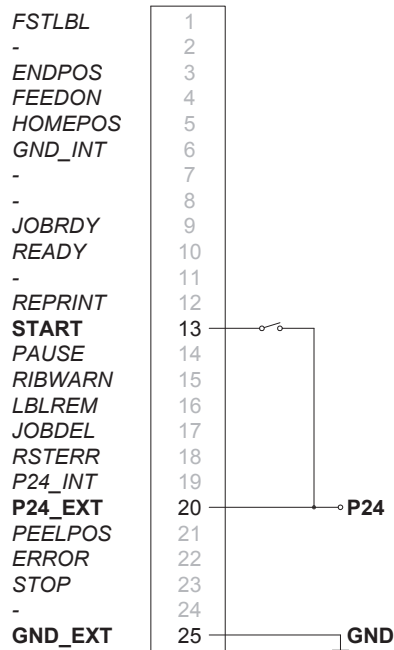 FSTLBL 1
- 2
ENDPOS 3
FEEDON 4
HOMEPOS 5
GND_INT 6
- 7
- 8
JOBRDY 9
READY 10
- 11
REPRINT 12
START 13
PAUSE 14
RIBWARN 15
LBLREM 16
JOBDEL 17
RSTERR 18
P24_INT 19
P24_EXT 20 P24
PEELPOS 21
ERROR 22
STOP 23
- 24
GND_EXT 25 GND